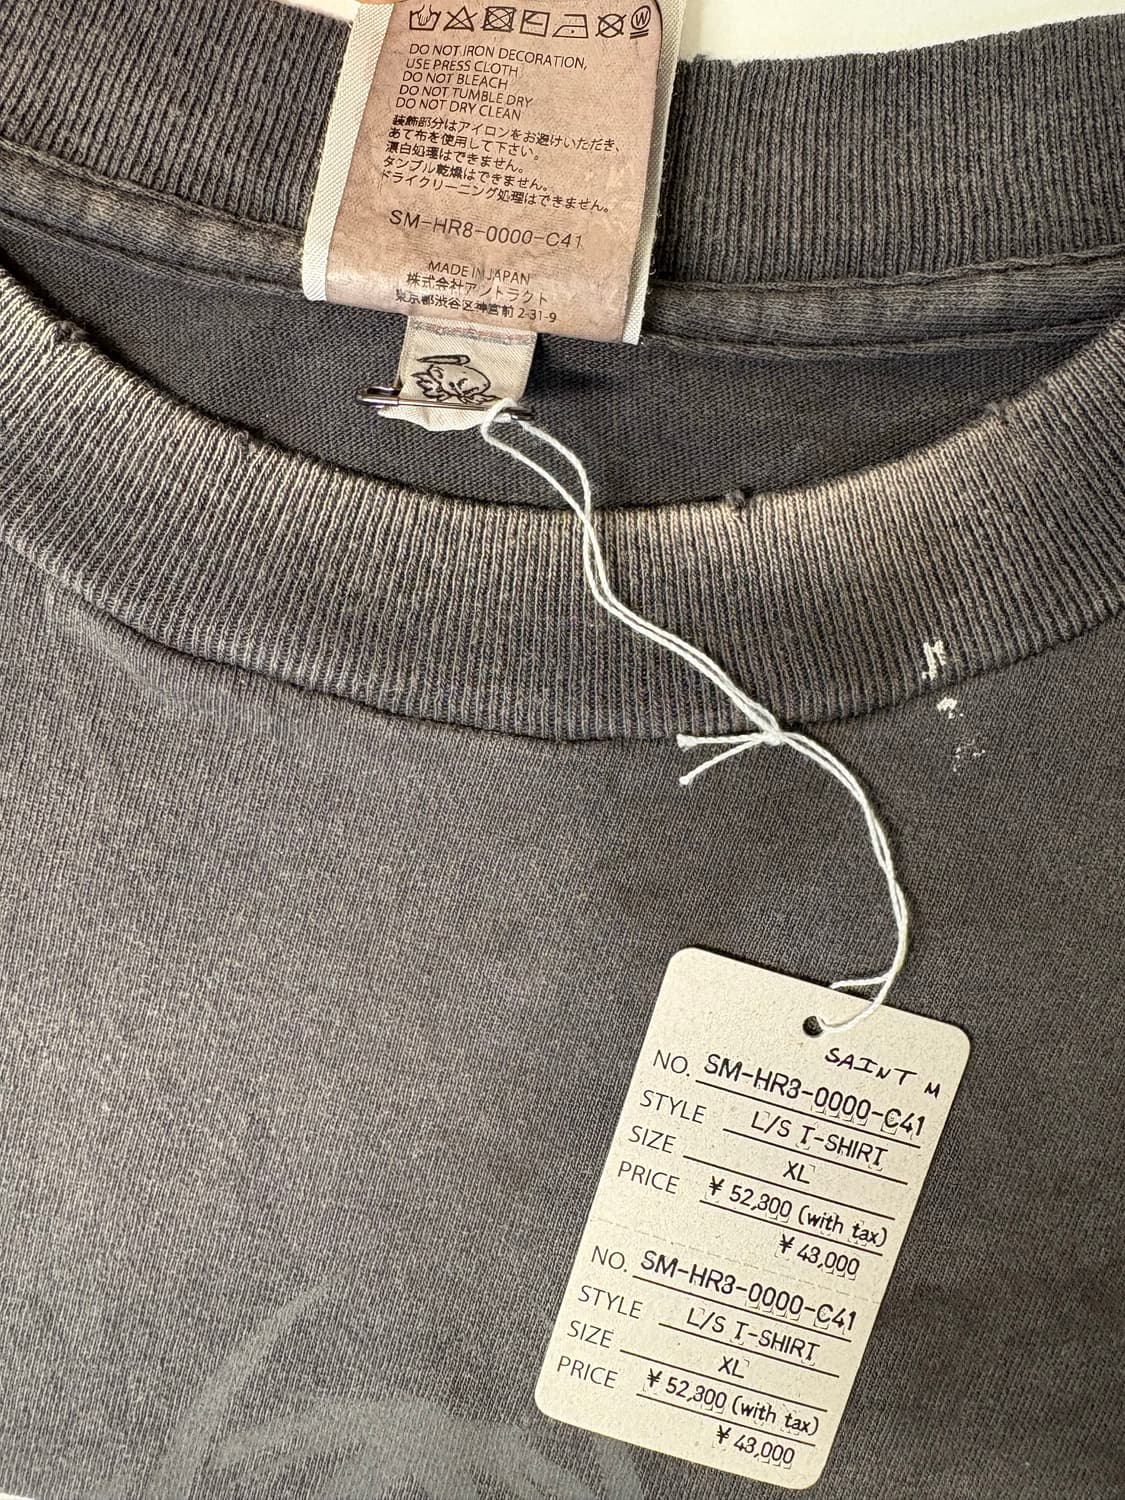 DO NOT IRON DECORATION,
USE PRESS CLOTH
DO NOT BLEACH
DO NOT TUMBLE DRY
DO NOT DRY CLEAN
装飾部分はアイロンをお避けいただき、
あて布を使用して下さい。
漂白処理はできません。
タンブル乾燥はできません。
ドライクリーニング処理はできません。
SM-HR8-0000-C41
MADE IN JAPAN
株式会社アントラクト
東京都渋谷区神宮前 2-31-9
SAINT M
NO. SM-HR3-0000-C41
STYLE L/S T-SHIRT
SIZE XL
PRICE ¥ 52,800 (with tax)
¥ 48,000
NO. SM-HR3-0000-C41
STYLE L/S T-SHIRT
SIZE XL
PRICE ¥ 52,800 (with tax)
¥ 48,000